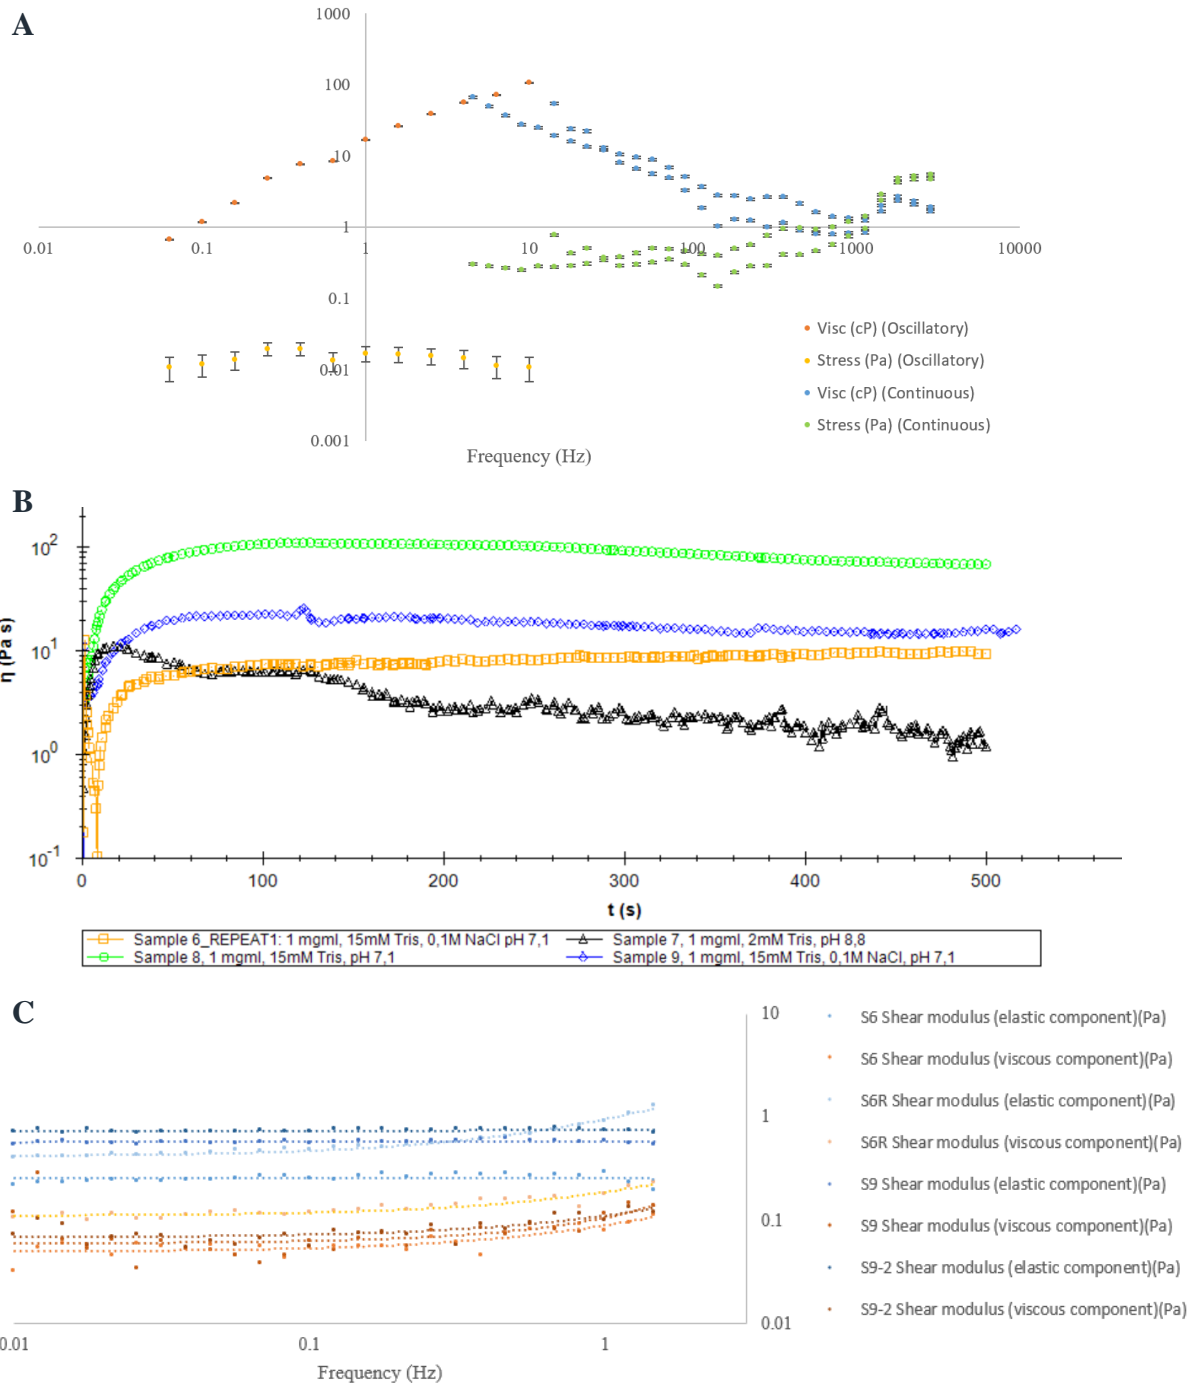 A
1000
100
10
1
0.01
0.1
1
10
100
1000
10000
0.1
0.01
0.001
Visc (cP) (Oscillatory)
Stress (Pa) (Oscillatory)
Visc (cP) (Continuous)
Stress (Pa) (Continuous)
Frequency (Hz)
B
10²
10¹
10⁰
10⁻¹
η (Pa s)
0
100
200
300
400
500
t (s)
Sample 6_REPEAT1: 1 mgml, 15mM Tris, 0,1M NaCl pH 7,1
Sample 7, 1 mgml, 2mM Tris, pH 8,8
Sample 8, 1 mgml, 15mM Tris, pH 7,1
Sample 9, 1 mgml, 15mM Tris, 0,1M NaCl, pH 7,1
C
10
1
0.1
0.01
0.01
0.1
1
Frequency (Hz)
S6 Shear modulus (elastic component)(Pa)
S6 Shear modulus (viscous component)(Pa)
S6R Shear modulus (elastic component)(Pa)
S6R Shear modulus (viscous component)(Pa)
S9 Shear modulus (elastic component)(Pa)
S9 Shear modulus (viscous component)(Pa)
S9-2 Shear modulus (elastic component)(Pa)
S9-2 Shear modulus (viscous component)(Pa)